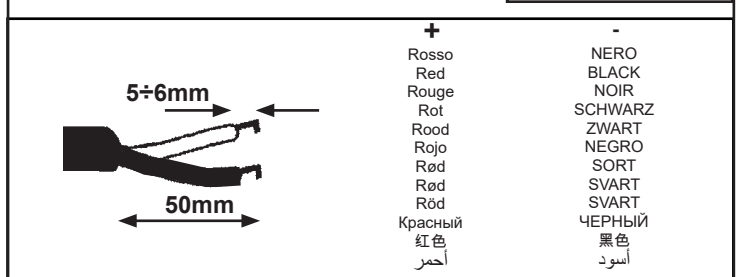 + -
Rosso NERO
Red BLACK
5÷6mm
Rouge NOIR
Rot SCHWARZ
Rood ZWART
Rojo NEGRO
Rød SORT
Rød SVART
50mm
Röd SVART
Красный ЧЕРНЫЙ
红色 黑色
أحمر أسود